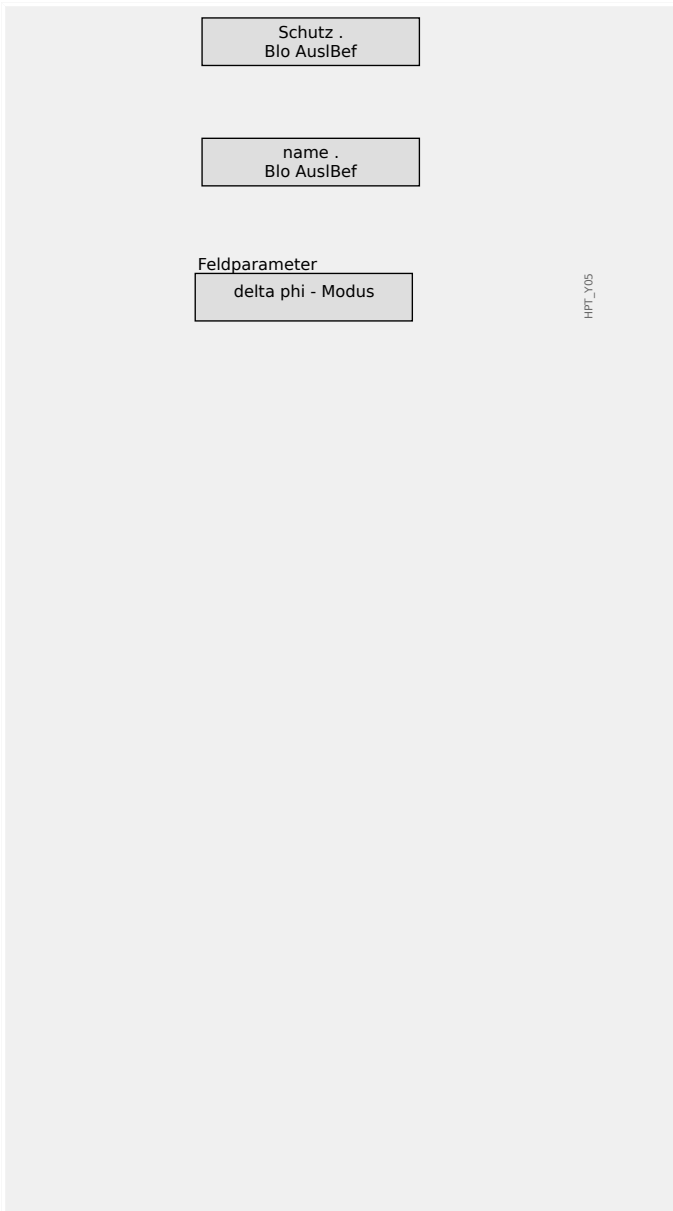 Schutz .
Blo AuslBef
name .
Blo AuslBef
Feldparameter
delta phi - Modus
HPT_Y05